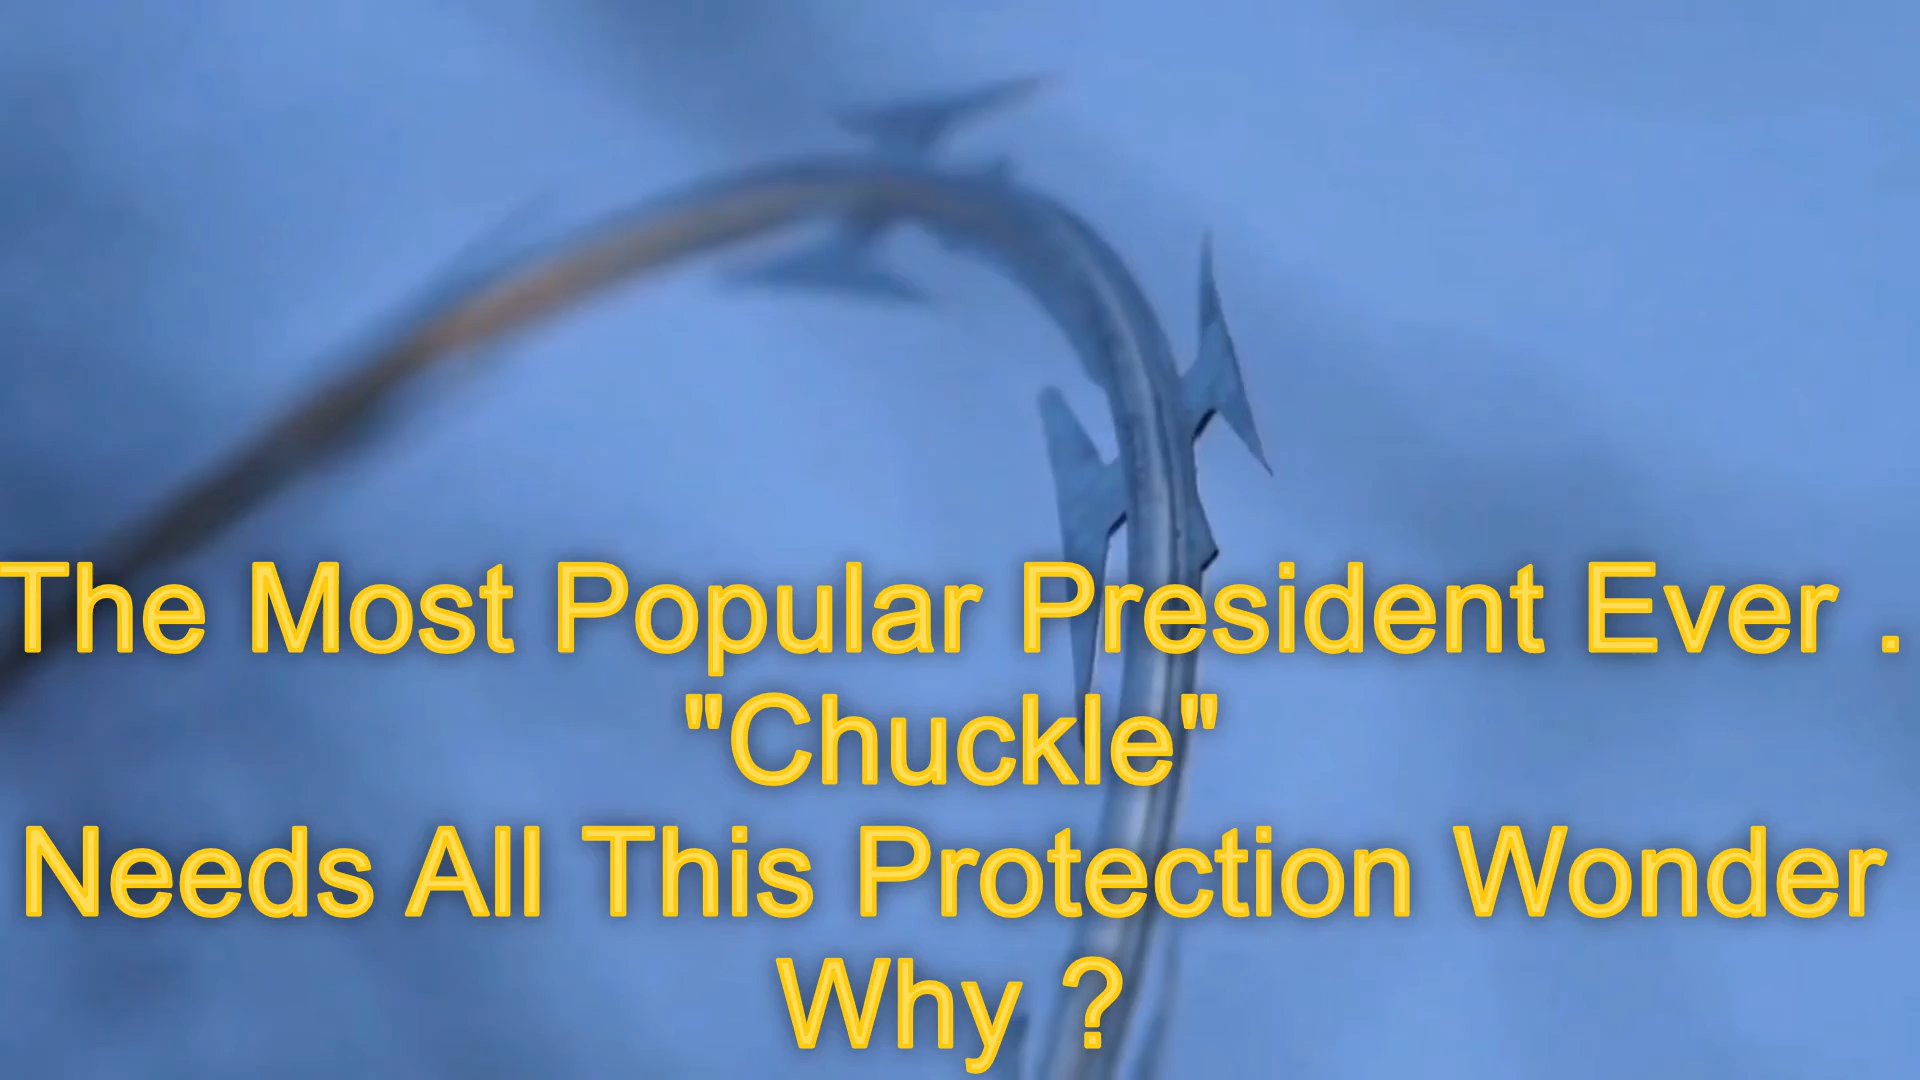 The Most Popular President Ever .
"Chuckle"
Needs All This Protection Wonder
Why ?